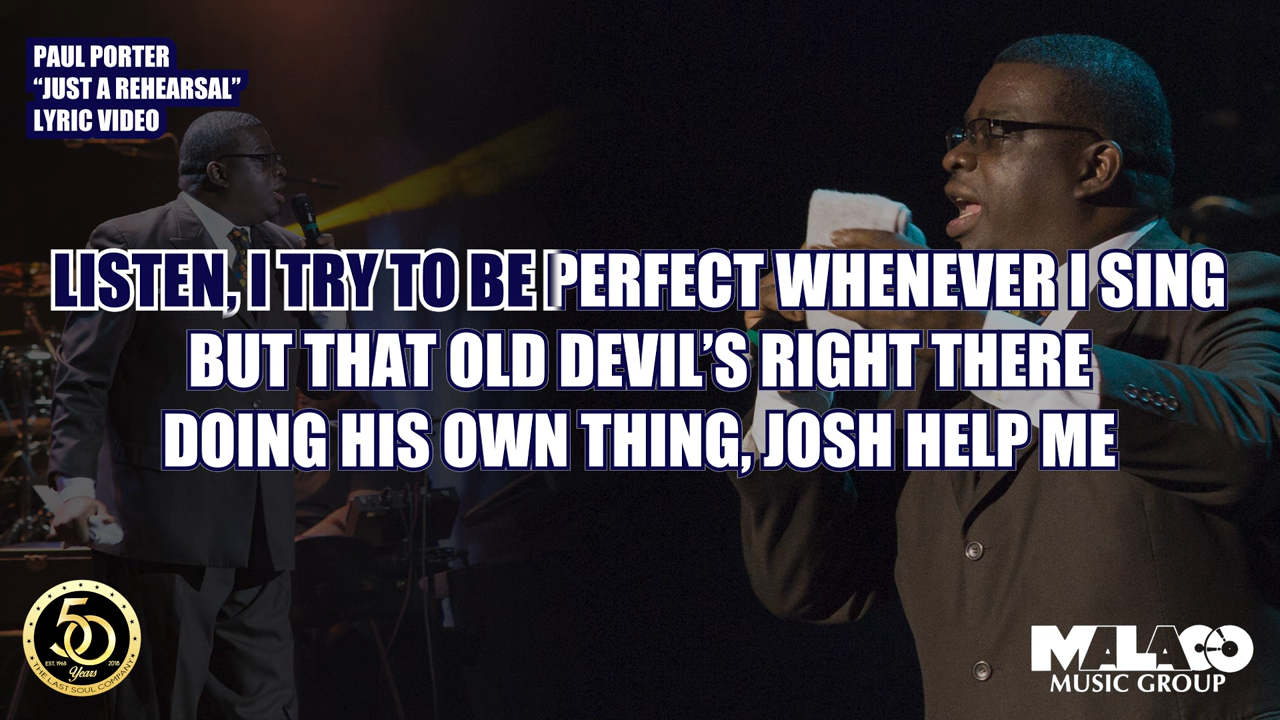 PAUL PORTER
“JUST A REHEARSAL”
LYRIC VIDEO
LISTEN, I TRY TO BE PERFECT WHENEVER I SING
BUT THAT OLD DEVIL’S RIGHT THERE
DOING HIS OWN THING, JOSH HELP ME
50
EST. 1968
2018
Years
THE LAST SOUL COMPANY
MALACO
MUSIC GROUP